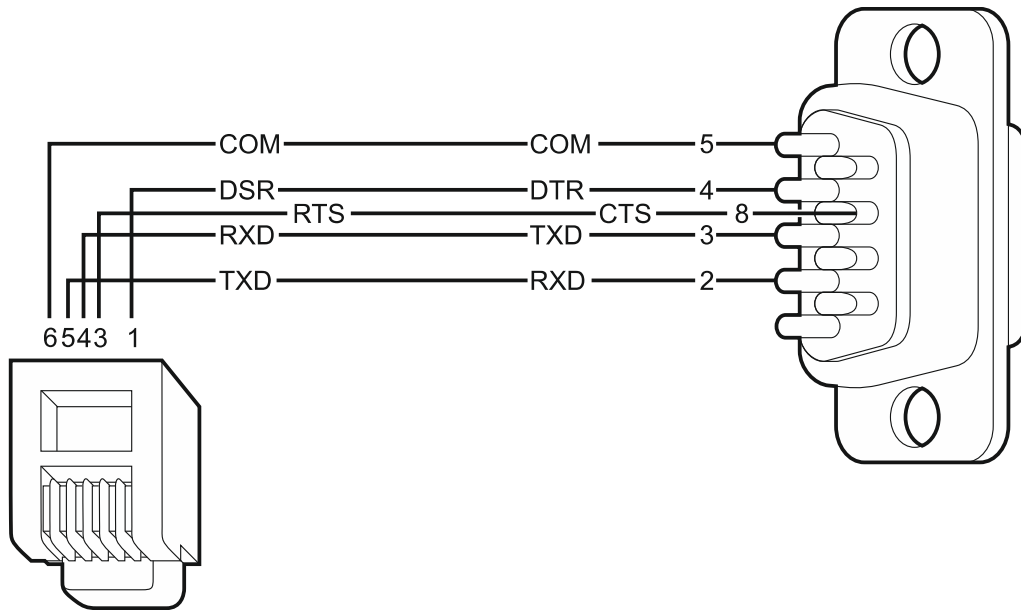 COM COM 5
DSR DTR 4
RTS CTS 8
RXD TXD 3
TXD RXD 2
6543 1